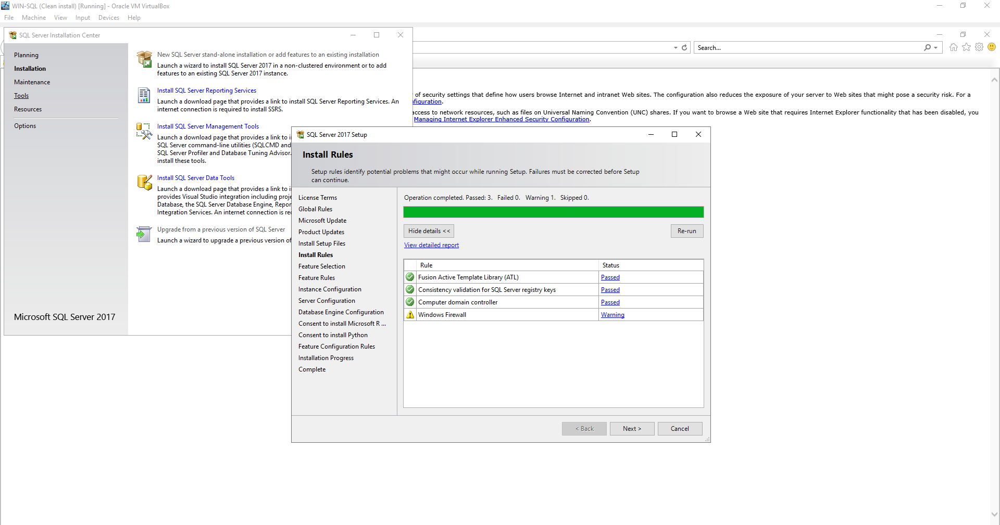 WIN-SQL (Clean install) [Running] - Oracle VM VirtualBox
File Machine View Input Devices Help
SQL Server Installation Center
Planning
Installation
Maintenance
Tools
Resources
Options
Microsoft SQL Server 2017
New SQL Server stand-alone installation or add features to an existing installation
Launch a wizard to install SQL Server 2017 in a non-clustered environment or to add
features to an existing SQL Server 2017 instance.
Install SQL Server Reporting Services
Launch a download page that provides a link to install SQL Server Reporting Services. An
internet connection is required to install SSRS.
Install SQL Server Management Tools
Launch a download page that provides a link to i
SQL Server command-line utilities (SQLCMD and
SQL Server Profiler and Database Tuning Advisor.
install these tools.
Install SQL Server Data Tools
Launch a download page that provides a link to i
provides Visual Studio integration including proje
Database, the SQL Server Database Engine, Repor
Integration Services. An internet connection is re
Upgrade from a previous version of SQL Server
Launch a wizard to upgrade a previous version of
Search...
of security settings that define how users browse Internet and intranet Web sites. The configuration also reduces the exposure of your server to Web sites that might pose a security risk. For a
nfiguration.
access to network resources, such as files on Universal Naming Convention (UNC) shares. If you want to browse a Web site that requires Internet Explorer functionality that has been disabled, you
Managing Internet Explorer Enhanced Security Configuration.
SQL Server 2017 Setup
Install Rules
Setup rules identify potential problems that might occur while running Setup. Failures must be corrected before Setup
can continue.
License Terms
Global Rules
Microsoft Update
Product Updates
Install Setup Files
Install Rules
Feature Selection
Feature Rules
Instance Configuration
Server Configuration
Database Engine Configuration
Consent to install Microsoft R ...
Consent to install Python
Feature Configuration Rules
Installation Progress
Complete
Operation completed. Passed: 3. Failed 0. Warning 1. Skipped 0.
Hide details << Re-run
View detailed report
Rule Status
Fusion Active Template Library (ATL) Passed
Consistency validation for SQL Server registry keys Passed
Computer domain controller Passed
Windows Firewall Warning
< Back Next > Cancel